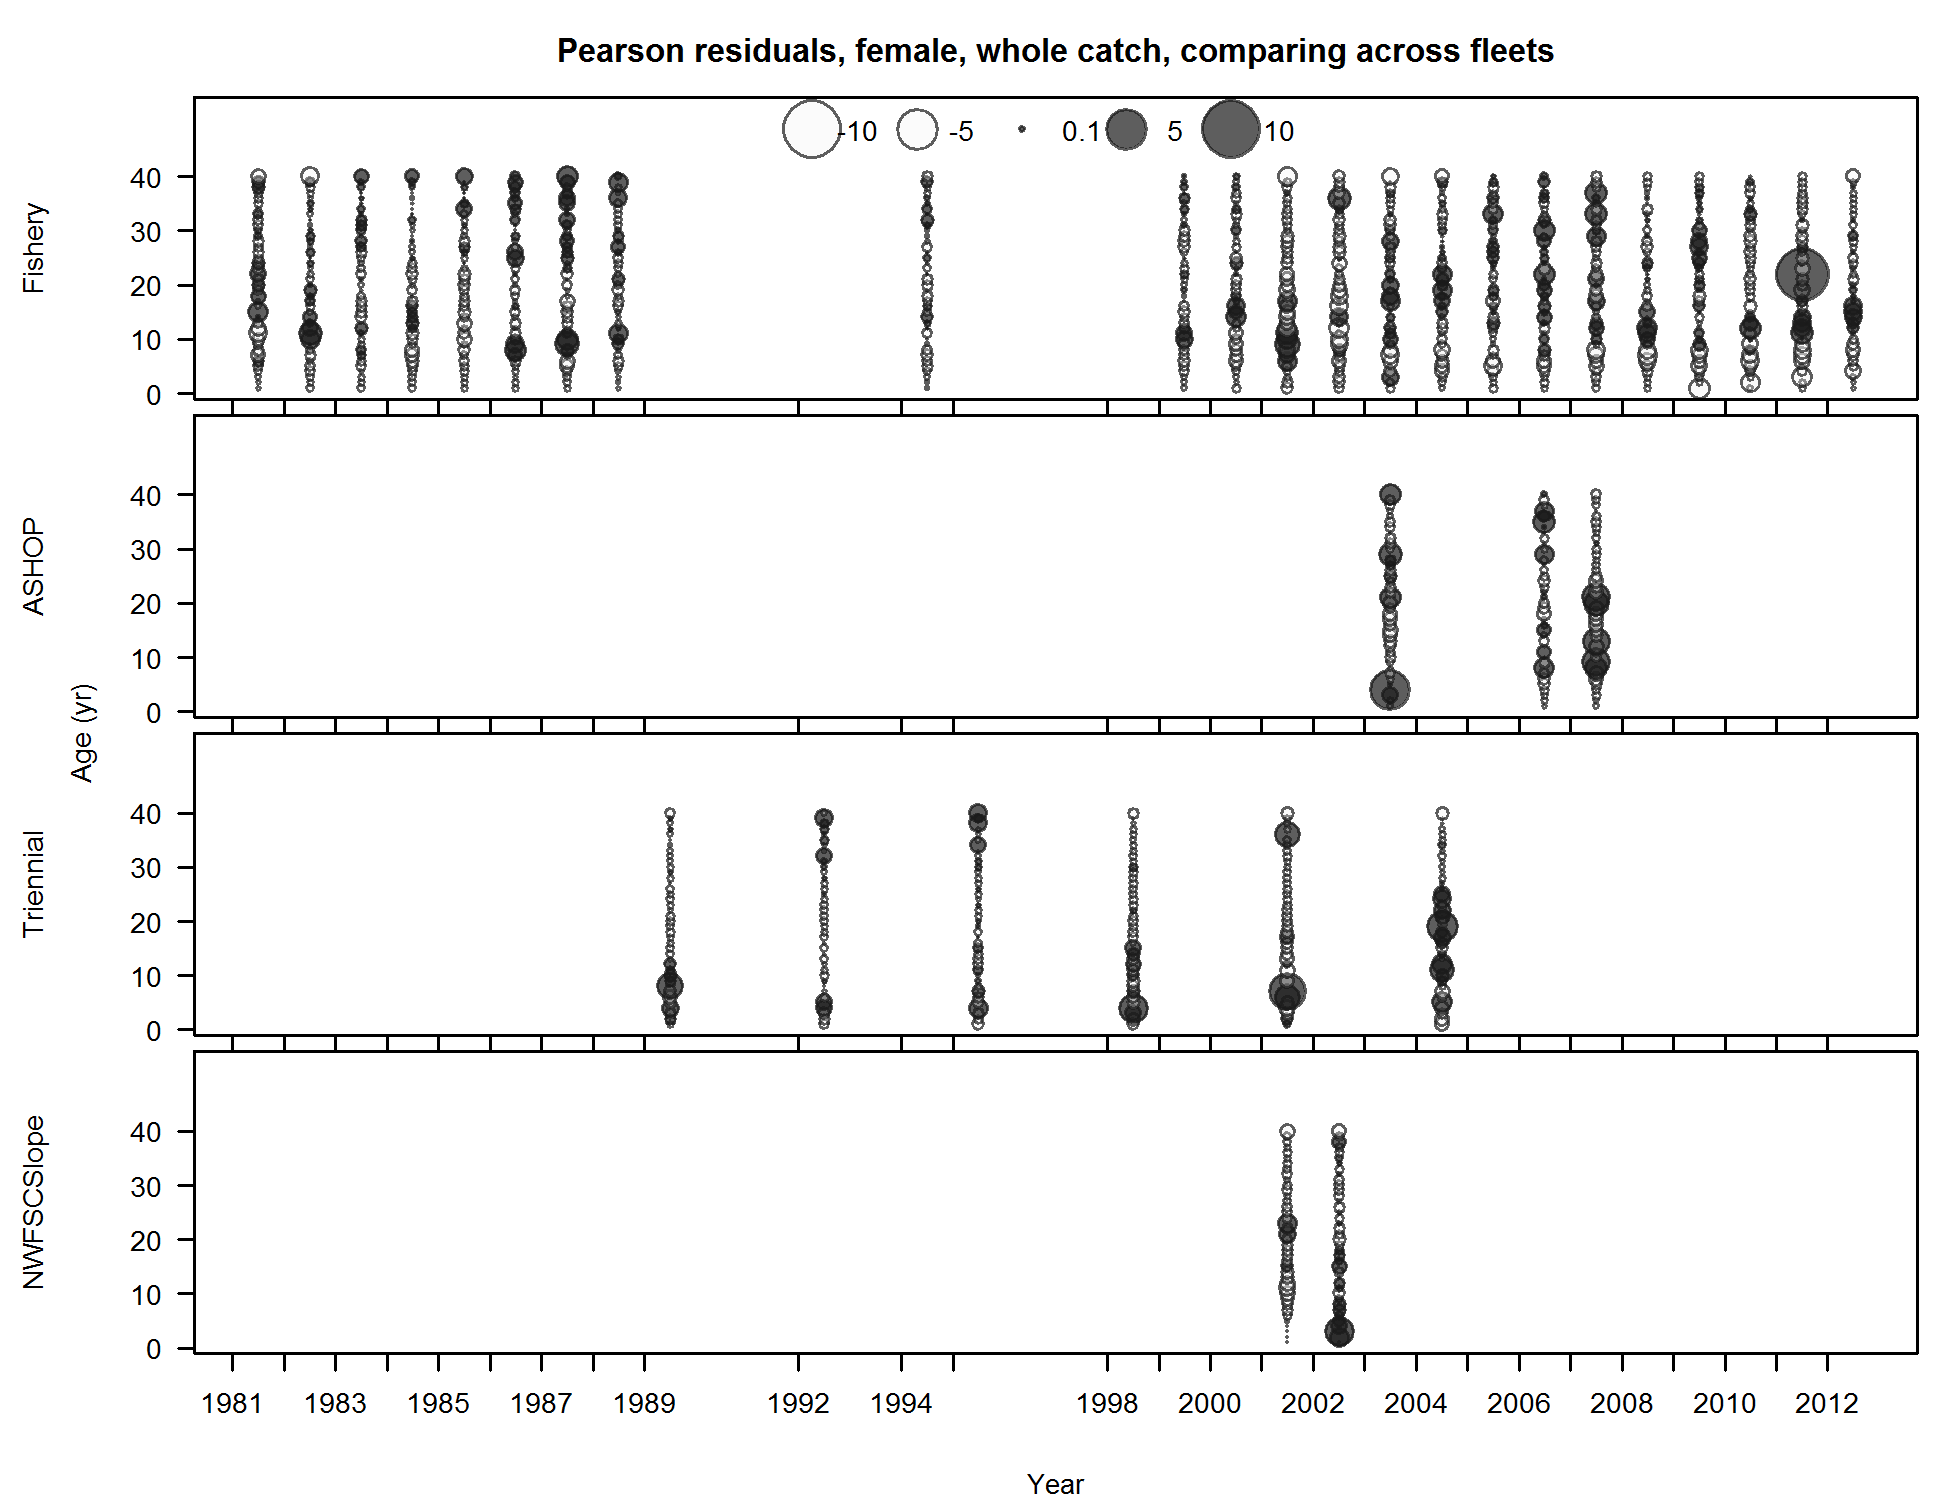 Pearson residuals, female, whole catch, comparing across fleets
-10 -5 0.1 5 10
Fishery
40
30
20
10
0
ASHOP
40
30
20
10
0
Age (yr)
Triennial
40
30
20
10
0
NWFSCSlope
40
30
20
10
0
1981 1983 1985 1987 1989 1992 1994 1998 2000 2002 2004 2006 2008 2010 2012
Year